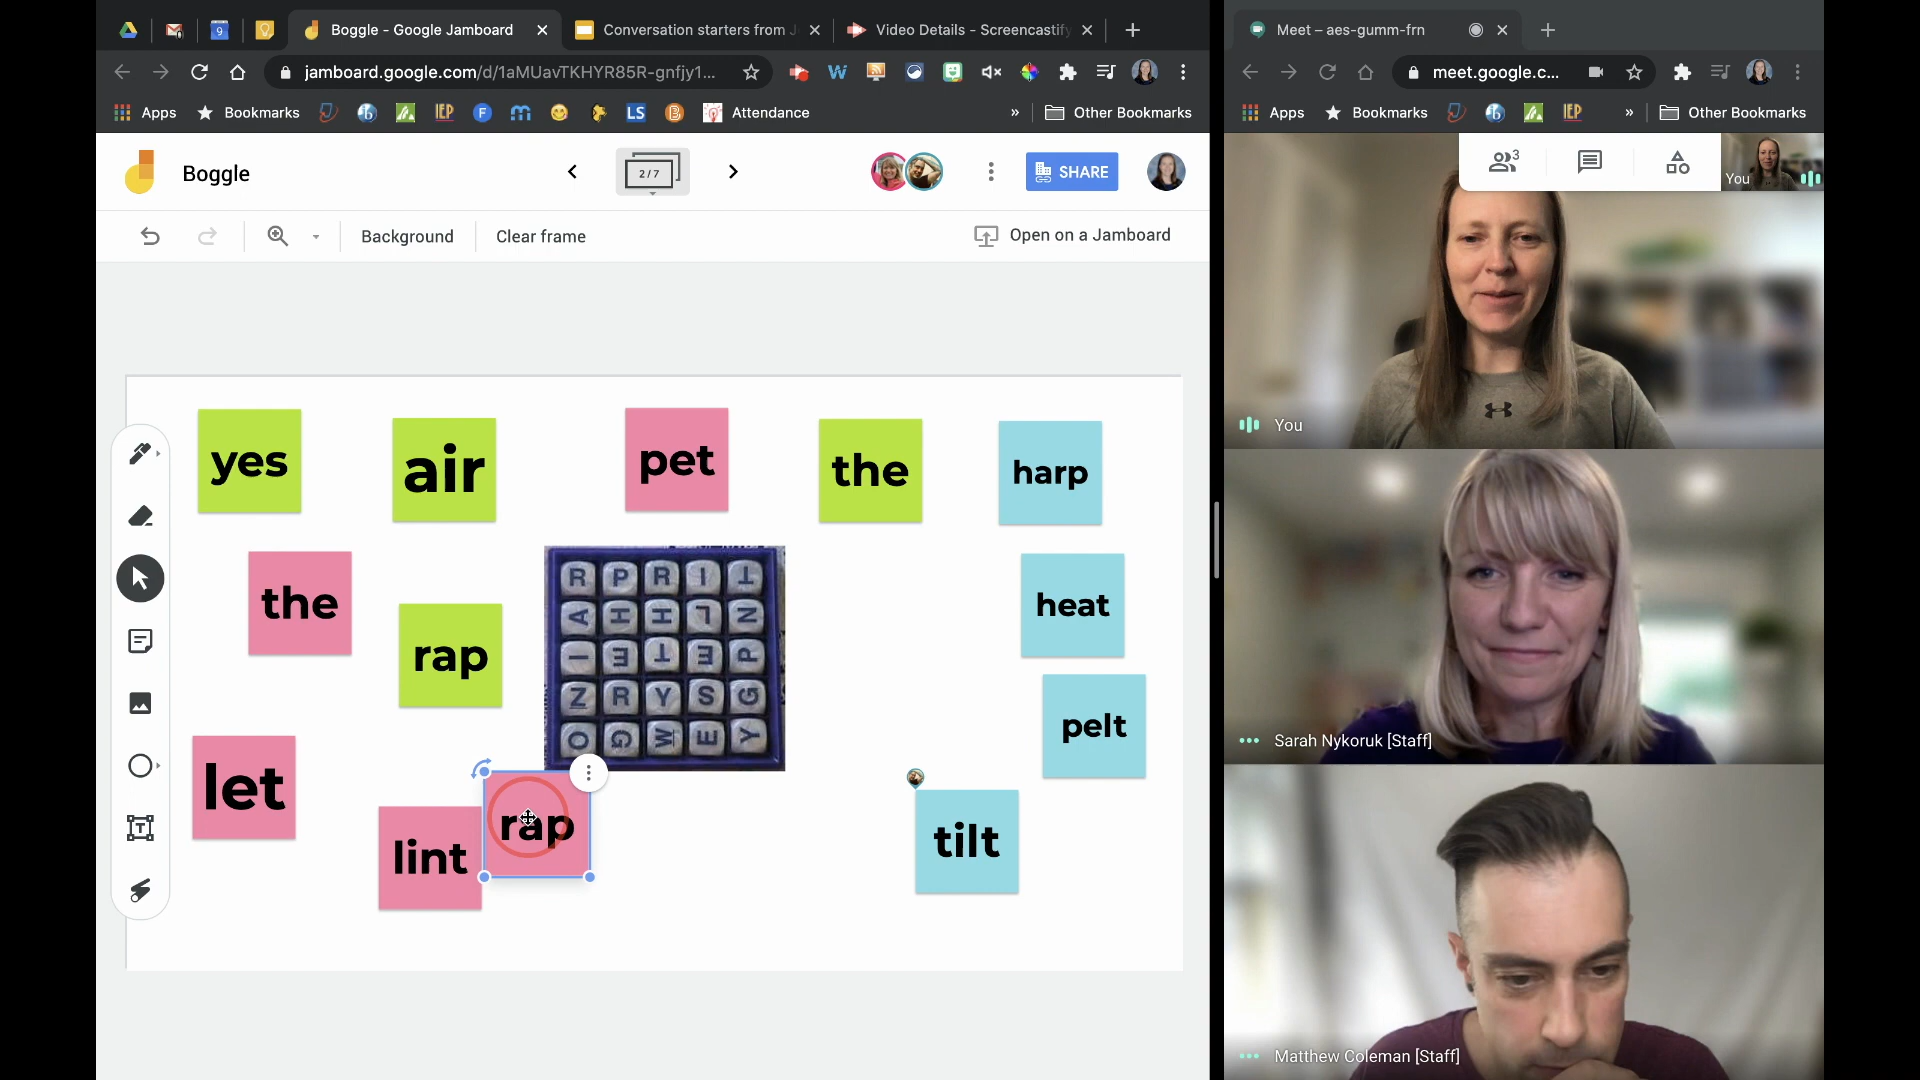 Boggle - Google Jamboard
Conversation starters from J
Video Details - Screencastify
Meet – aes-gumm-frn
jamboard.google.com/d/1aMUavTKHYR85R-gnfjy1...
meet.google.c...
Apps
Bookmarks
IEP
F
LS
Attendance
»
Other Bookmarks
Apps
Bookmarks
IEP
»
Other Bookmarks
Boggle
2 / 7
SHARE
3
You
Background
Clear frame
Open on a Jamboard
yes
air
pet
the
harp
the
rap
heat
pelt
let
lint
rap
tilt
R P R I T
A H H L N
I E T E P
N R Y S G
O G W E Y
You
Sarah Nykoruk [Staff]
Matthew Coleman [Staff]